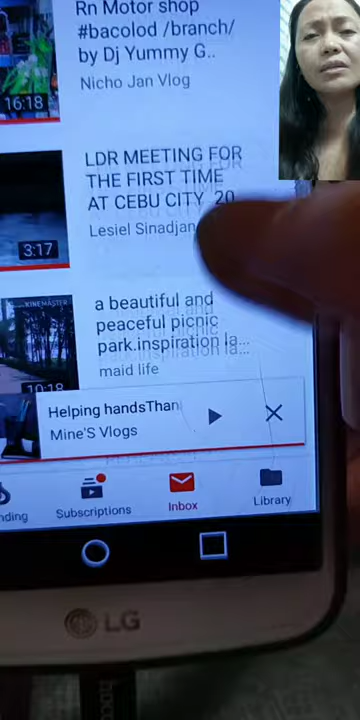 Rn Motor shop
#bacolod /branch/
by Dj Yummy G..
Nicho Jan Vlog
16:18
LDR MEETING FOR
THE FIRST TIME
AT CEBU CITY 20
Lesiel Sinadjan
3:17
KINEMASTER
a beautiful and
peaceful picnic
park.inspiration la...
maid life
10:18
Helping handsThan
Mine'S Vlogs
nding
Subscriptions
Inbox
Library
LG